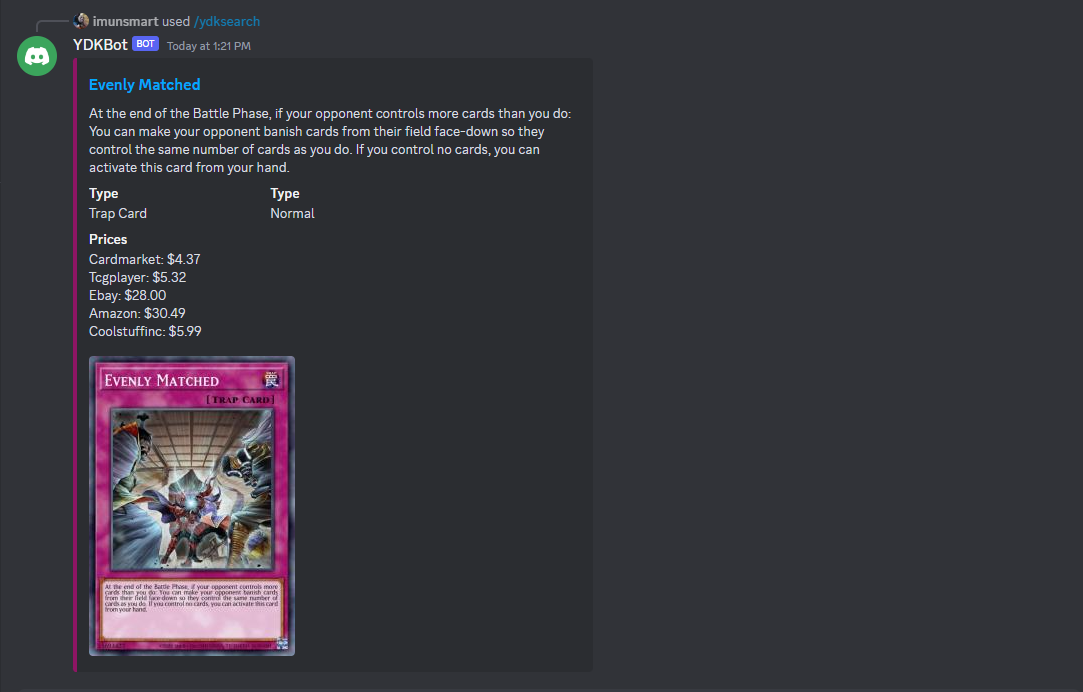 imunsmart used /ydksearch
YDKBot BOT Today at 1:21 PM
Evenly Matched
At the end of the Battle Phase, if your opponent controls more cards than you do:
You can make your opponent banish cards from their field face-down so they
control the same number of cards as you do. If you control no cards, you can
activate this card from your hand.
Type Type
Trap Card Normal
Prices
Cardmarket: $4.37
Tcgplayer: $5.32
Ebay: $28.00
Amazon: $30.49
Coolstuffinc: $5.99
EVENLY MATCHED
罠
[TRAP CARD]
At the end of the Battle Phase, if your opponent controls more
cards than you do: You can make your opponent banish cards
from their field face-down so they control the same number of
cards as you do. If you control no cards, you can activate this card
from your hand.